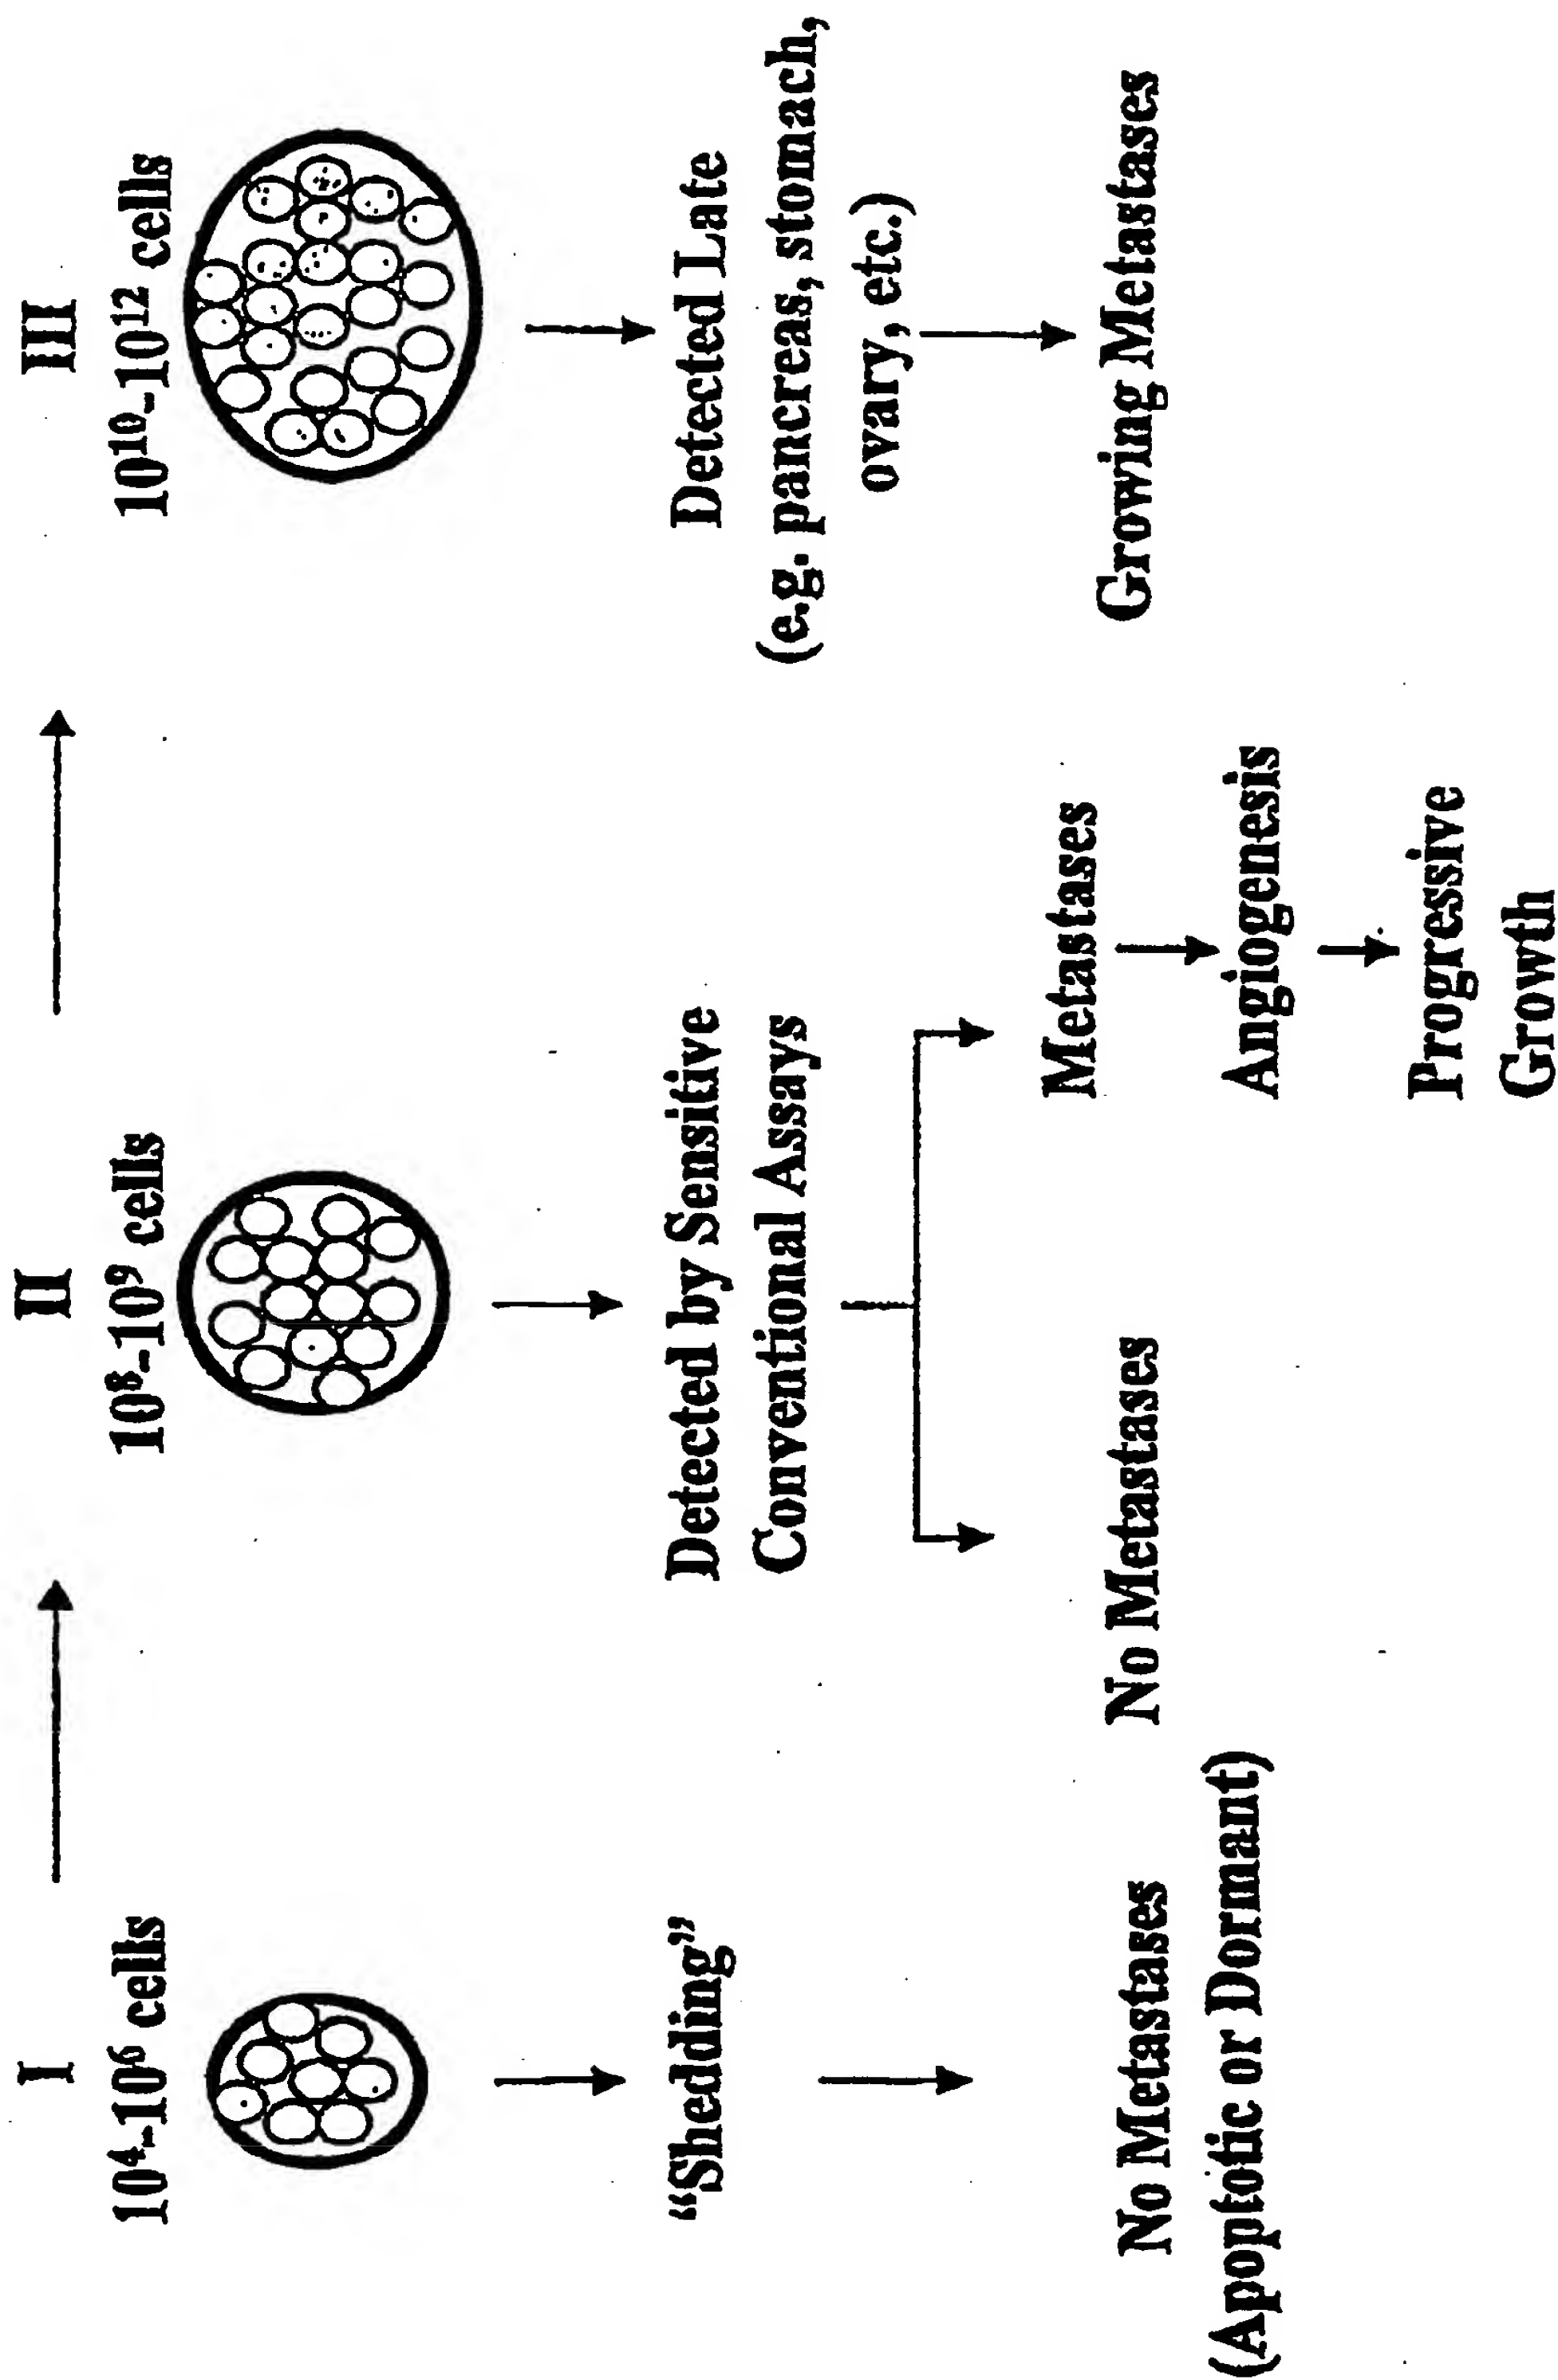 I
10⁴-10⁶ cells
“Shedding”
No Metastases
(Apoptotic or Dormant)
II
10⁸-10⁹ cells
Detected by Sensitive
Conventional Assays
No Metastases
Metastases
Angiogenesis
Progressive
Growth
III
10¹⁰-10¹² cells
Detected Late
(e.g. pancreas, stomach,
ovary, etc.)
Growing Metastases